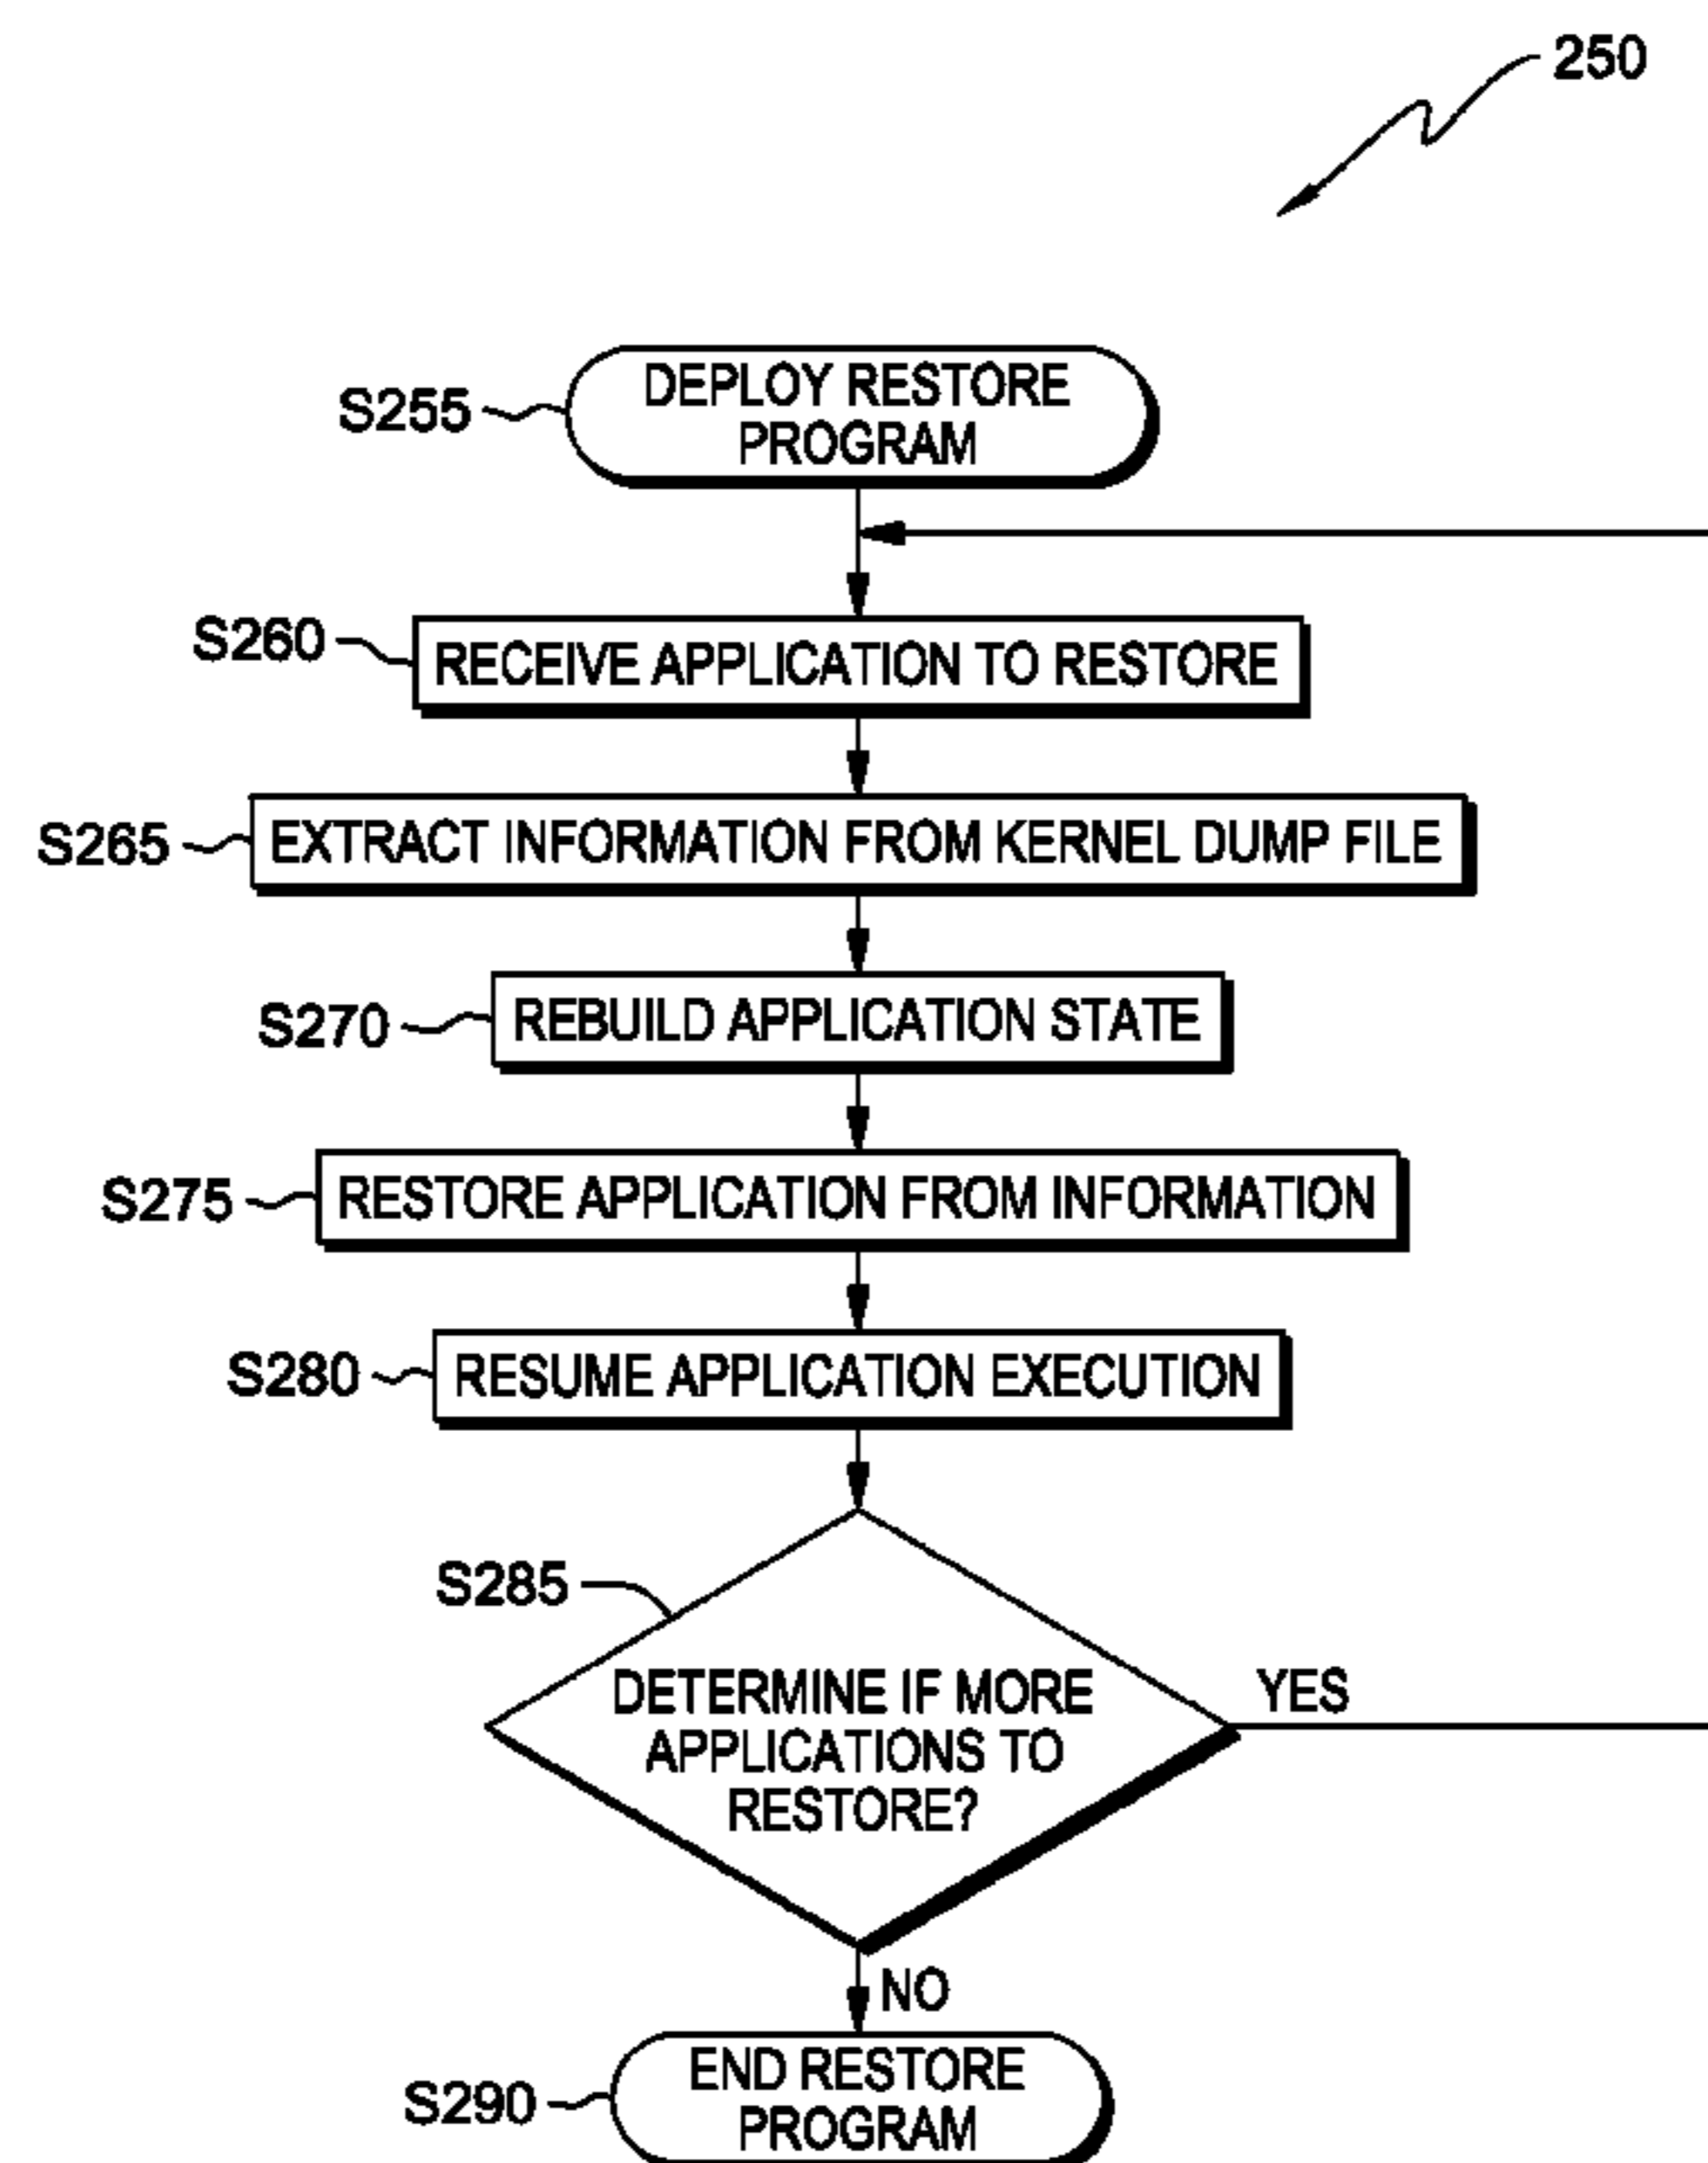 250
S255
DEPLOY RESTORE
PROGRAM
S260
RECEIVE APPLICATION TO RESTORE
S265
EXTRACT INFORMATION FROM KERNEL DUMP FILE
S270
REBUILD APPLICATION STATE
S275
RESTORE APPLICATION FROM INFORMATION
S280
RESUME APPLICATION EXECUTION
S285
DETERMINE IF MORE
APPLICATIONS TO
RESTORE?
YES
NO
S290
END RESTORE
PROGRAM